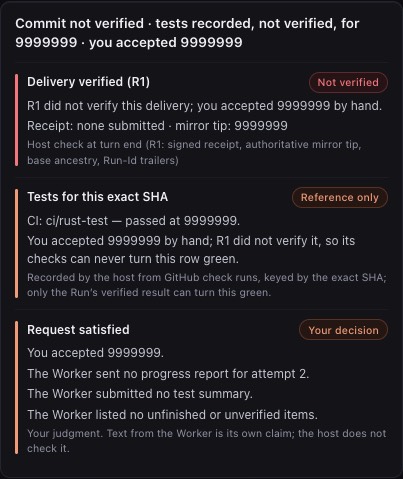 Commit not verified · tests recorded, not verified, for
9999999 · you accepted 9999999
Delivery verified (R1)
Not verified
R1 did not verify this delivery; you accepted 9999999 by hand.
Receipt: none submitted · mirror tip: 9999999
Host check at turn end (R1: signed receipt, authoritative mirror tip,
base ancestry, Run-Id trailers)
Tests for this exact SHA
Reference only
CI: ci/rust-test — passed at 9999999.
You accepted 9999999 by hand; R1 did not verify it, so its
checks can never turn this row green.
Recorded by the host from GitHub check runs, keyed by the exact SHA;
only the Run's verified result can turn this green.
Request satisfied
Your decision
You accepted 9999999.
The Worker sent no progress report for attempt 2.
The Worker submitted no test summary.
The Worker listed no unfinished or unverified items.
Your judgment. Text from the Worker is its own claim; the host does not
check it.